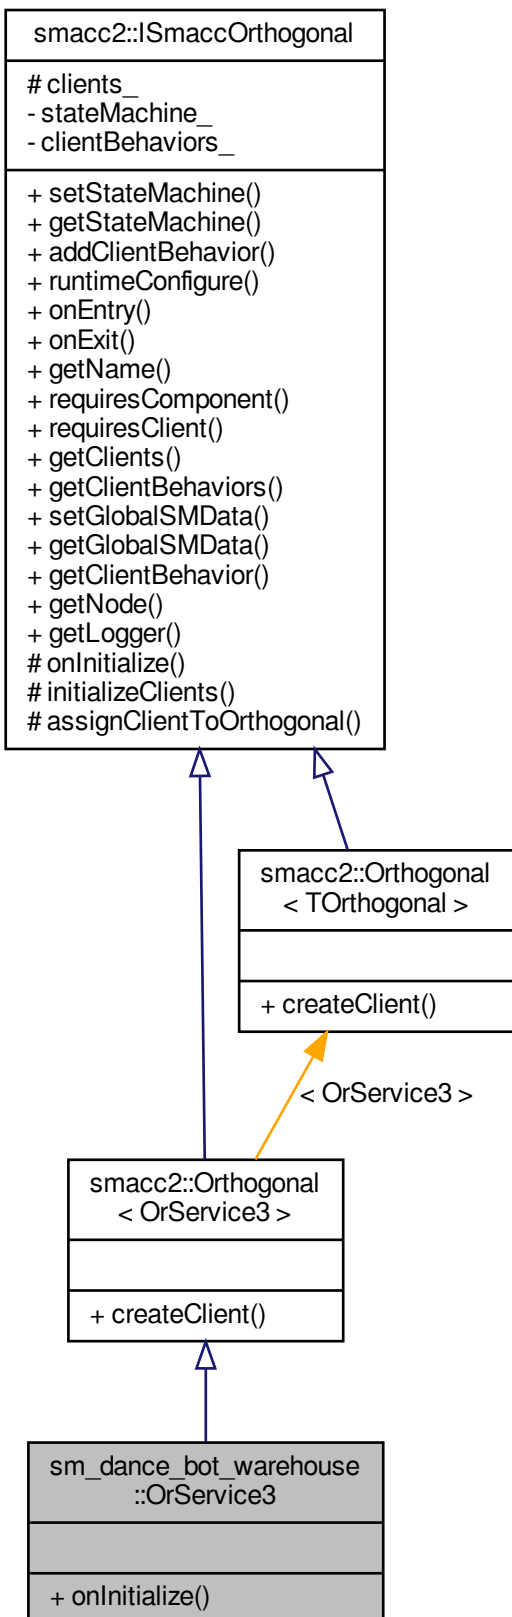 smacc2::ISmaccOrthogonal
# clients_
- stateMachine_
- clientBehaviors_
+ setStateMachine()
+ getStateMachine()
+ addClientBehavior()
+ runtimeConfigure()
+ onEntry()
+ onExit()
+ getName()
+ requiresComponent()
+ requiresClient()
+ getClients()
+ getClientBehaviors()
+ setGlobalSMData()
+ getGlobalSMData()
+ getClientBehavior()
+ getNode()
+ getLogger()
# onInitialize()
# initializeClients()
# assignClientToOrthogonal()
smacc2::Orthogonal
< TOrthogonal >
+ createClient()
< OrService3 >
smacc2::Orthogonal
< OrService3 >
+ createClient()
sm_dance_bot_warehouse
::OrService3
+ onInitialize()